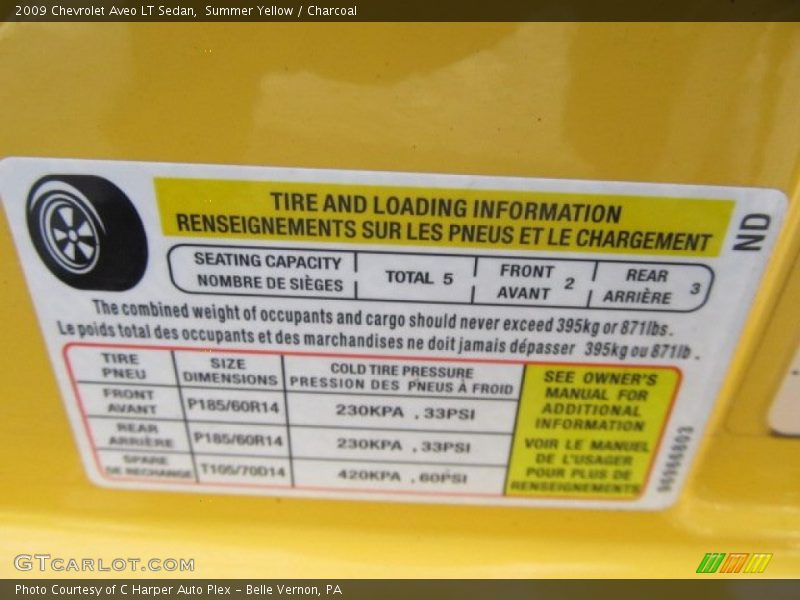 2009 Chevrolet Aveo LT Sedan, Summer Yellow / Charcoal
TIRE AND LOADING INFORMATION
RENSEIGNEMENTS SUR LES PNEUS ET LE CHARGEMENT
ND
SEATING CAPACITY
NOMBRE DE SIÈGES
TOTAL 5
FRONT
AVANT
2
REAR
ARRIÈRE
3
The combined weight of occupants and cargo should never exceed 395kg or 871lbs.
Le poids total des occupants et des marchandises ne doit jamais dépasser 395kg ou 871lb.
TIRE
PNEU
SIZE
DIMENSIONS
COLD TIRE PRESSURE
PRESSION DES PNEUS À FROID
FRONT
AVANT
P185/60R14
230KPA , 33PSI
REAR
ARRIÈRE
P185/60R14
230KPA , 33PSI
SPARE
DE RECHANGE
T105/70D14
420KPA , 60PSI
SEE OWNER'S
MANUAL FOR
ADDITIONAL
INFORMATION
VOIR LE MANUEL
DE L'USAGER
POUR PLUS DE
RENSEIGNEMENTS
96966803
GTCARLOT.COM
Photo Courtesy of C Harper Auto Plex - Belle Vernon, PA